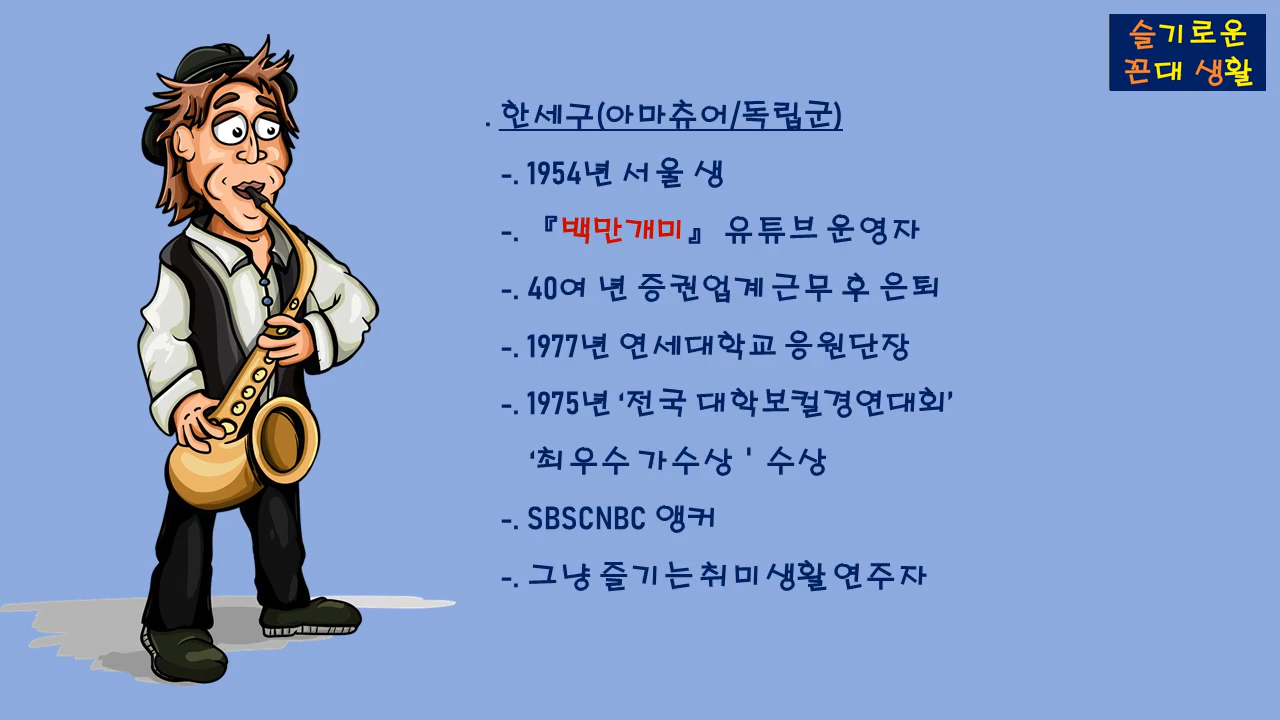 슬기로운
꼰대 생활
. 한세구(아마츄어/독립군)
-. 1954년 서울 생
-. 『백만개미』 유튜브 운영자
-. 40여 년 증권업계 근무 후 은퇴
-. 1977년 연세대학교 응원단장
-. 1975년 ‘전국 대학보컬경연대회’
‘최우수 가수상＇수상
-. SBSCNBC 앵커
-. 그냥 즐기는 취미생활 연주자